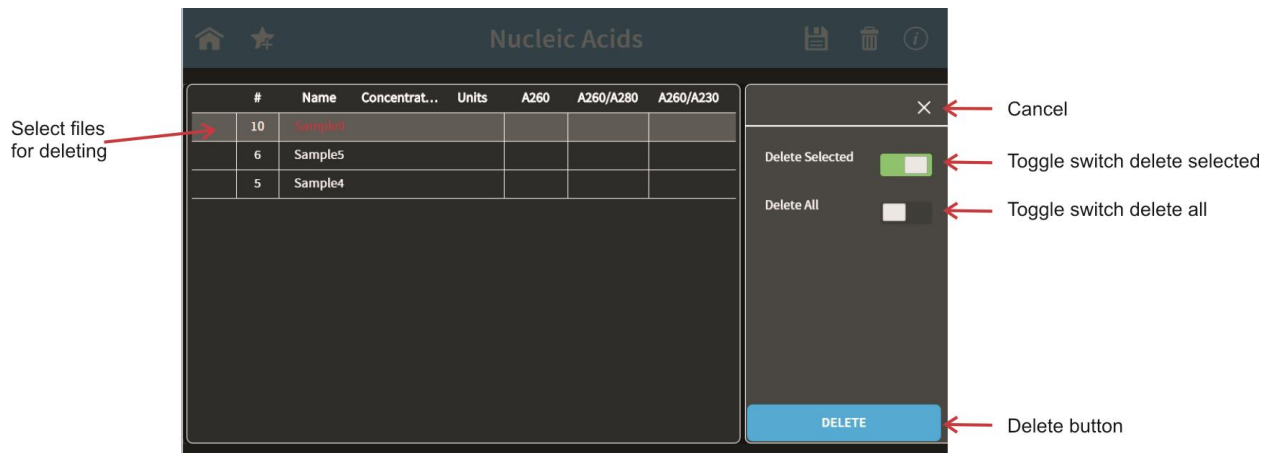 Nucleic Acids
# Name Concentrat... Units A260 A260/A280 A260/A230
Cancel
Select files
for deleting
10 Sample9
6 Sample5
Delete Selected
Toggle switch delete selected
5 Sample4
Delete All
Toggle switch delete all
DELETE
Delete button